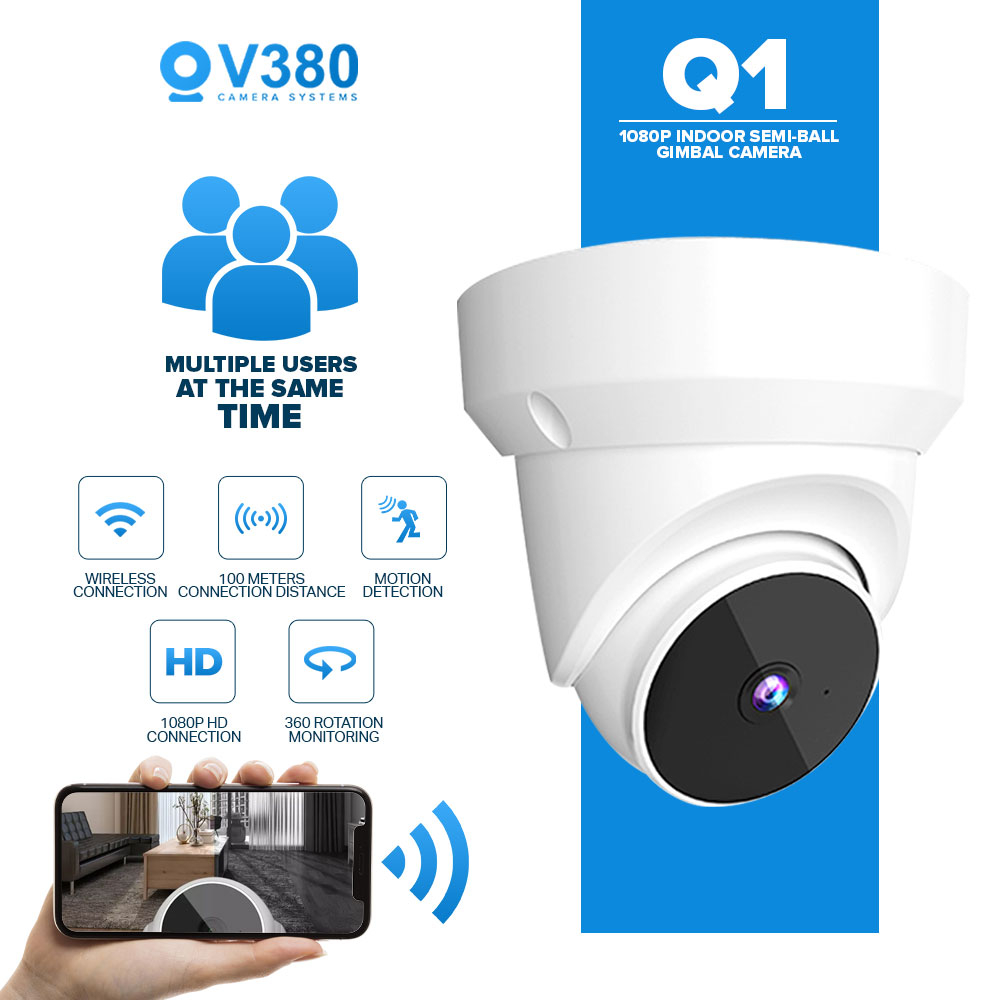 V380
CAMERA SYSTEMS
Q1
1080P INDOOR SEMI-BALL
GIMBAL CAMERA
MULTIPLE USERS
AT THE SAME
TIME
WIRELESS
CONNECTION
100 METERS
CONNECTION DISTANCE
MOTION
DETECTION
HD
1080P HD
CONNECTION
360 ROTATION
MONITORING